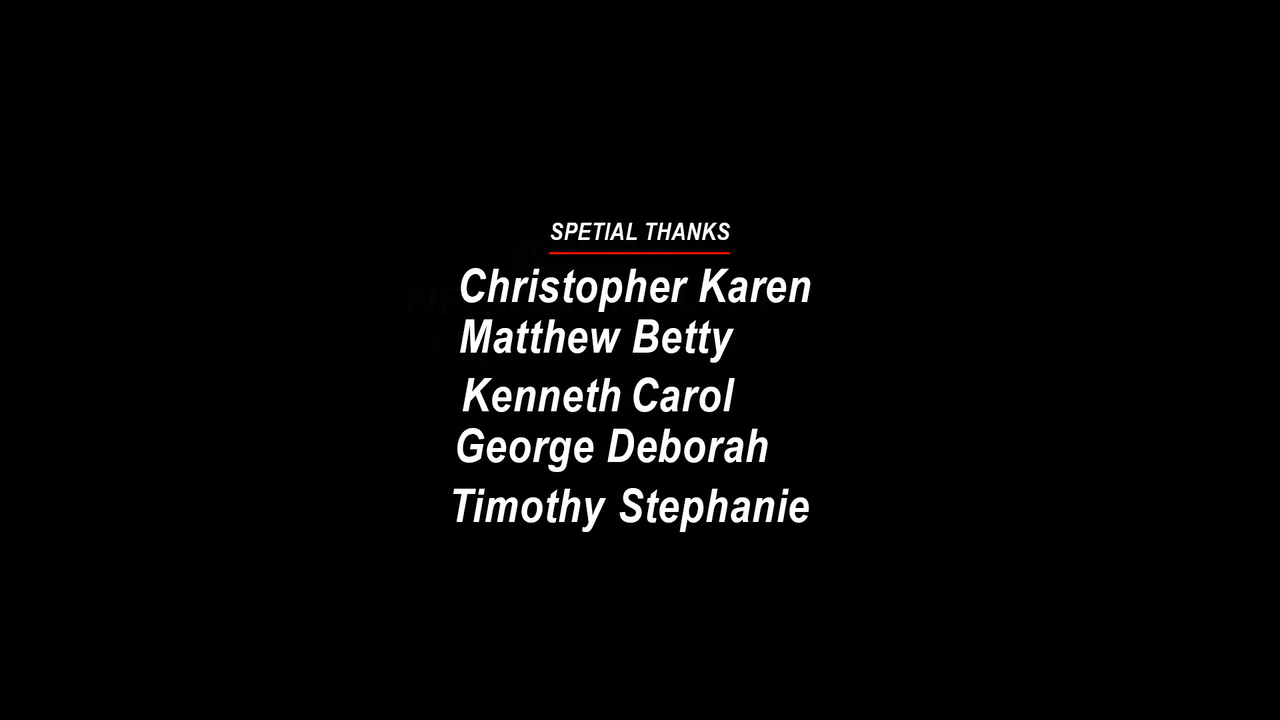 SPETIAL THANKS
Christopher Karen
Matthew Betty
Kenneth Carol
George Deborah
Timothy Stephanie